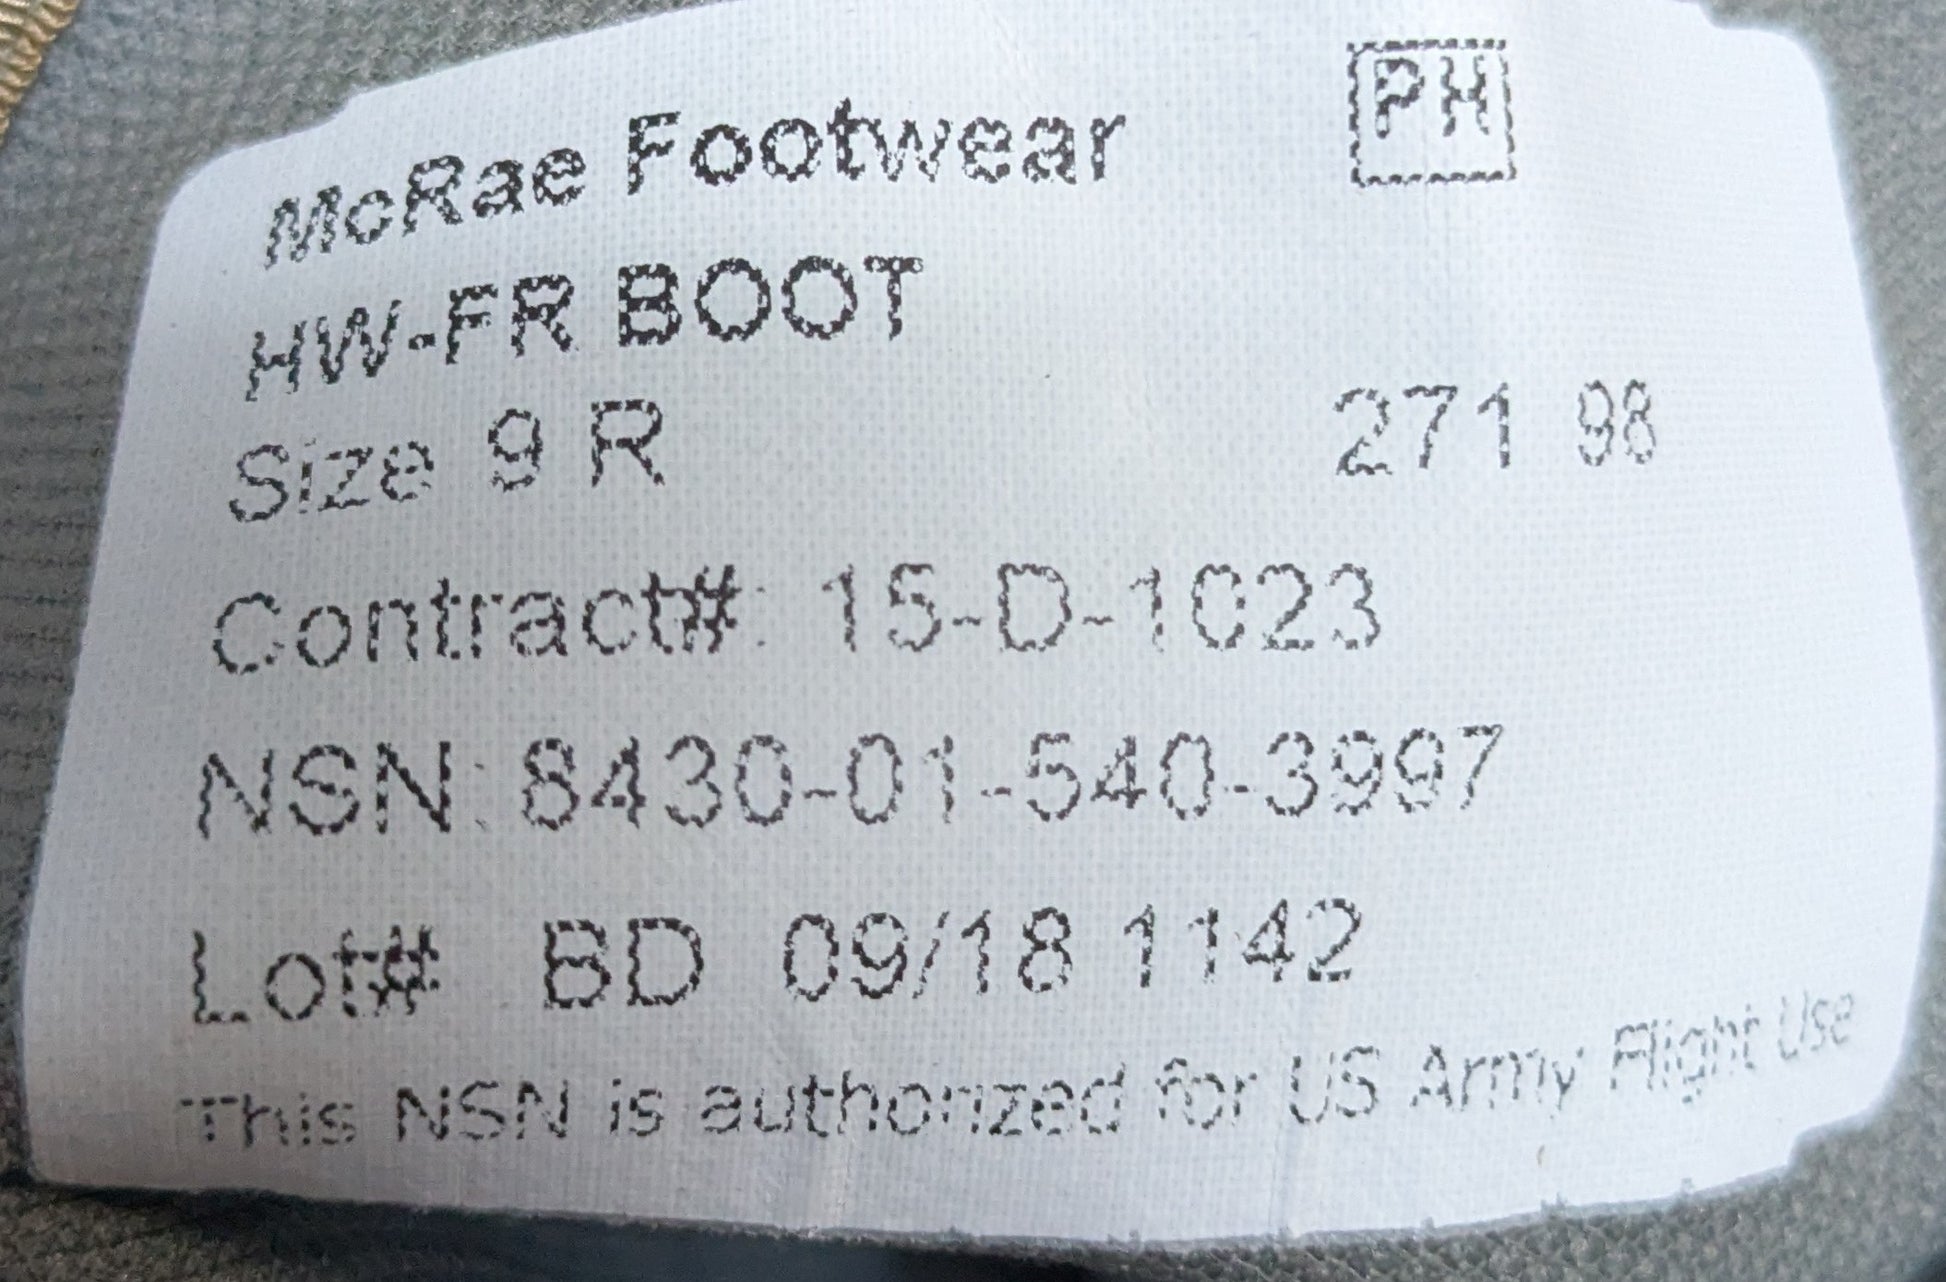 McRae Footwear PH
HW-FR BOOT
Size 9 R 271 98
Contract#: 15-D-1023
NSN: 8430-01-540-3997
Lot# BD 09/18 1142
This NSN is authorized for US Army Flight Use